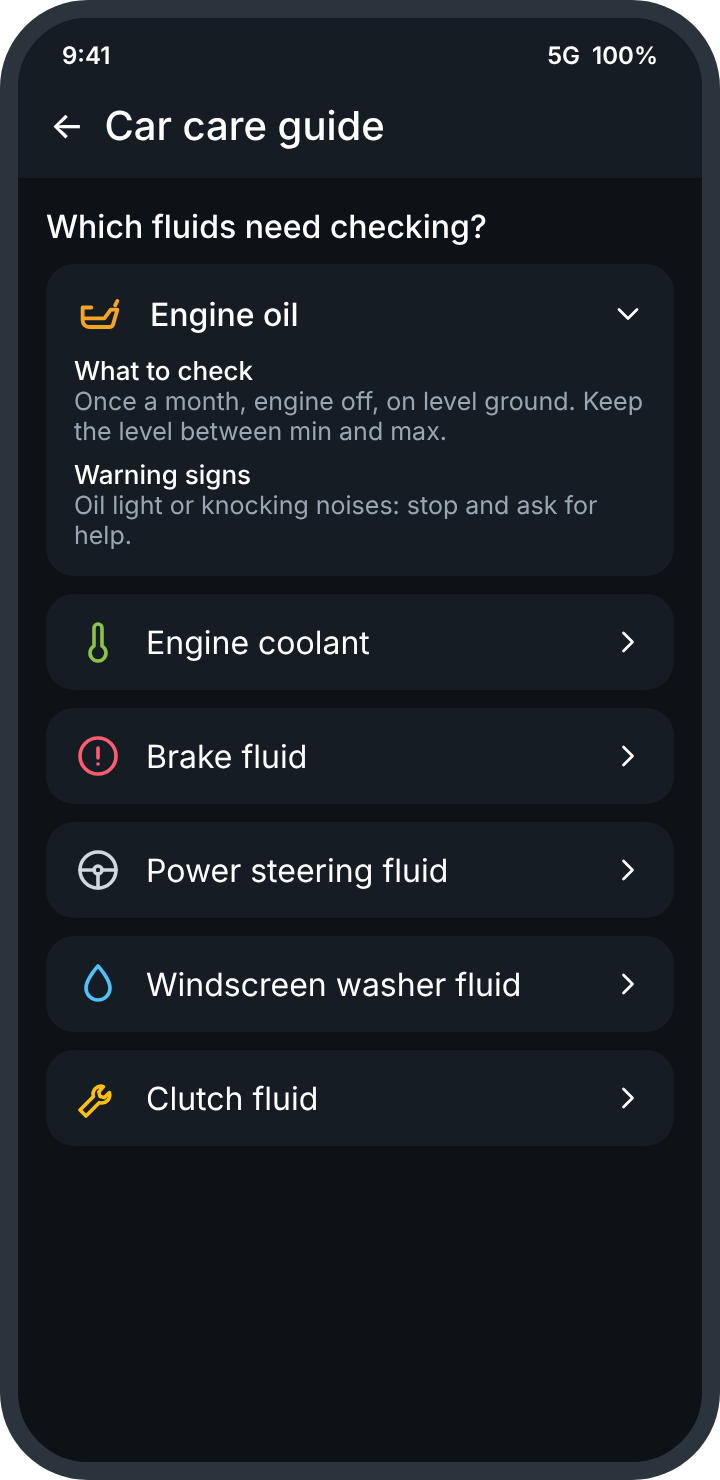 9:41 5G 100%
Car care guide
Which fluids need checking?
Engine oil
What to check
Once a month, engine off, on level ground. Keep
the level between min and max.
Warning signs
Oil light or knocking noises: stop and ask for
help.
Engine coolant
Brake fluid
Power steering fluid
Windscreen washer fluid
Clutch fluid